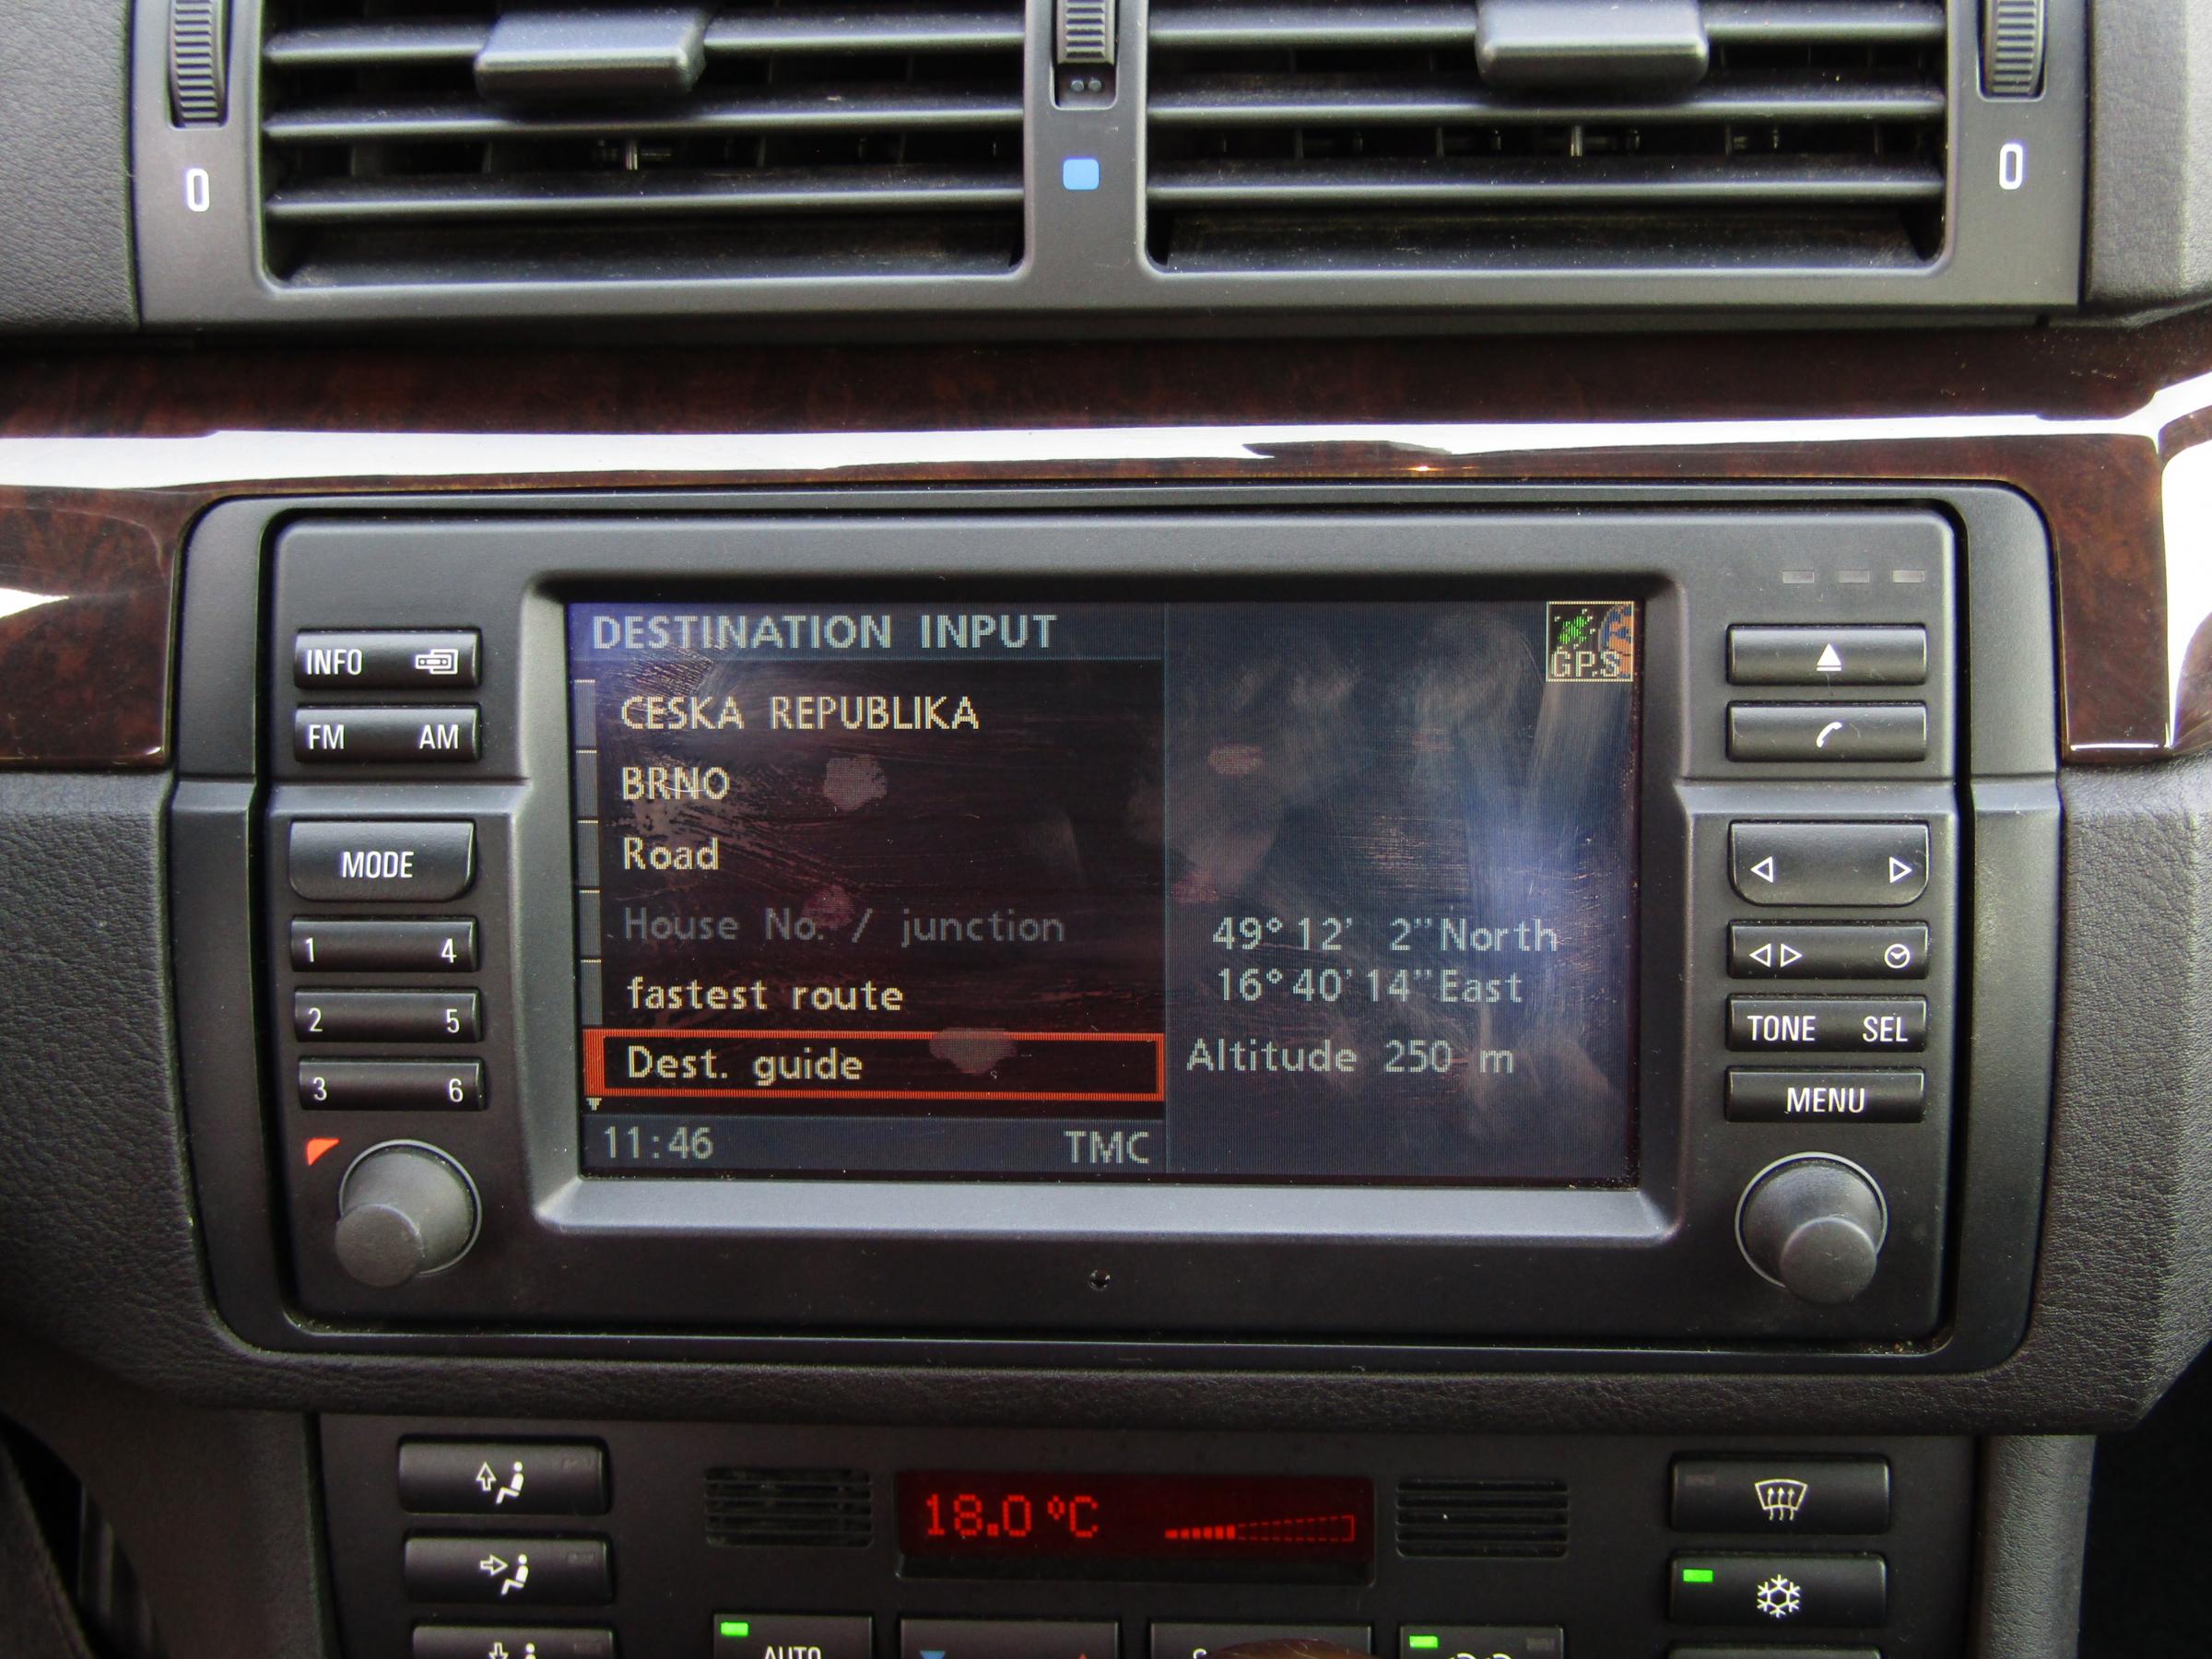 0
0
INFO
FM AM
MODE
1 4
2 5
3 6
DESTINATION INPUT
GPS
CESKA REPUBLIKA
BRNO
Road
House No. / junction
fastest route
Dest. guide
11:46 TMC
49° 12' 2"North
16° 40' 14"East
Altitude 250 m
TONE SEL
MENU
18.0 °C
AUTO